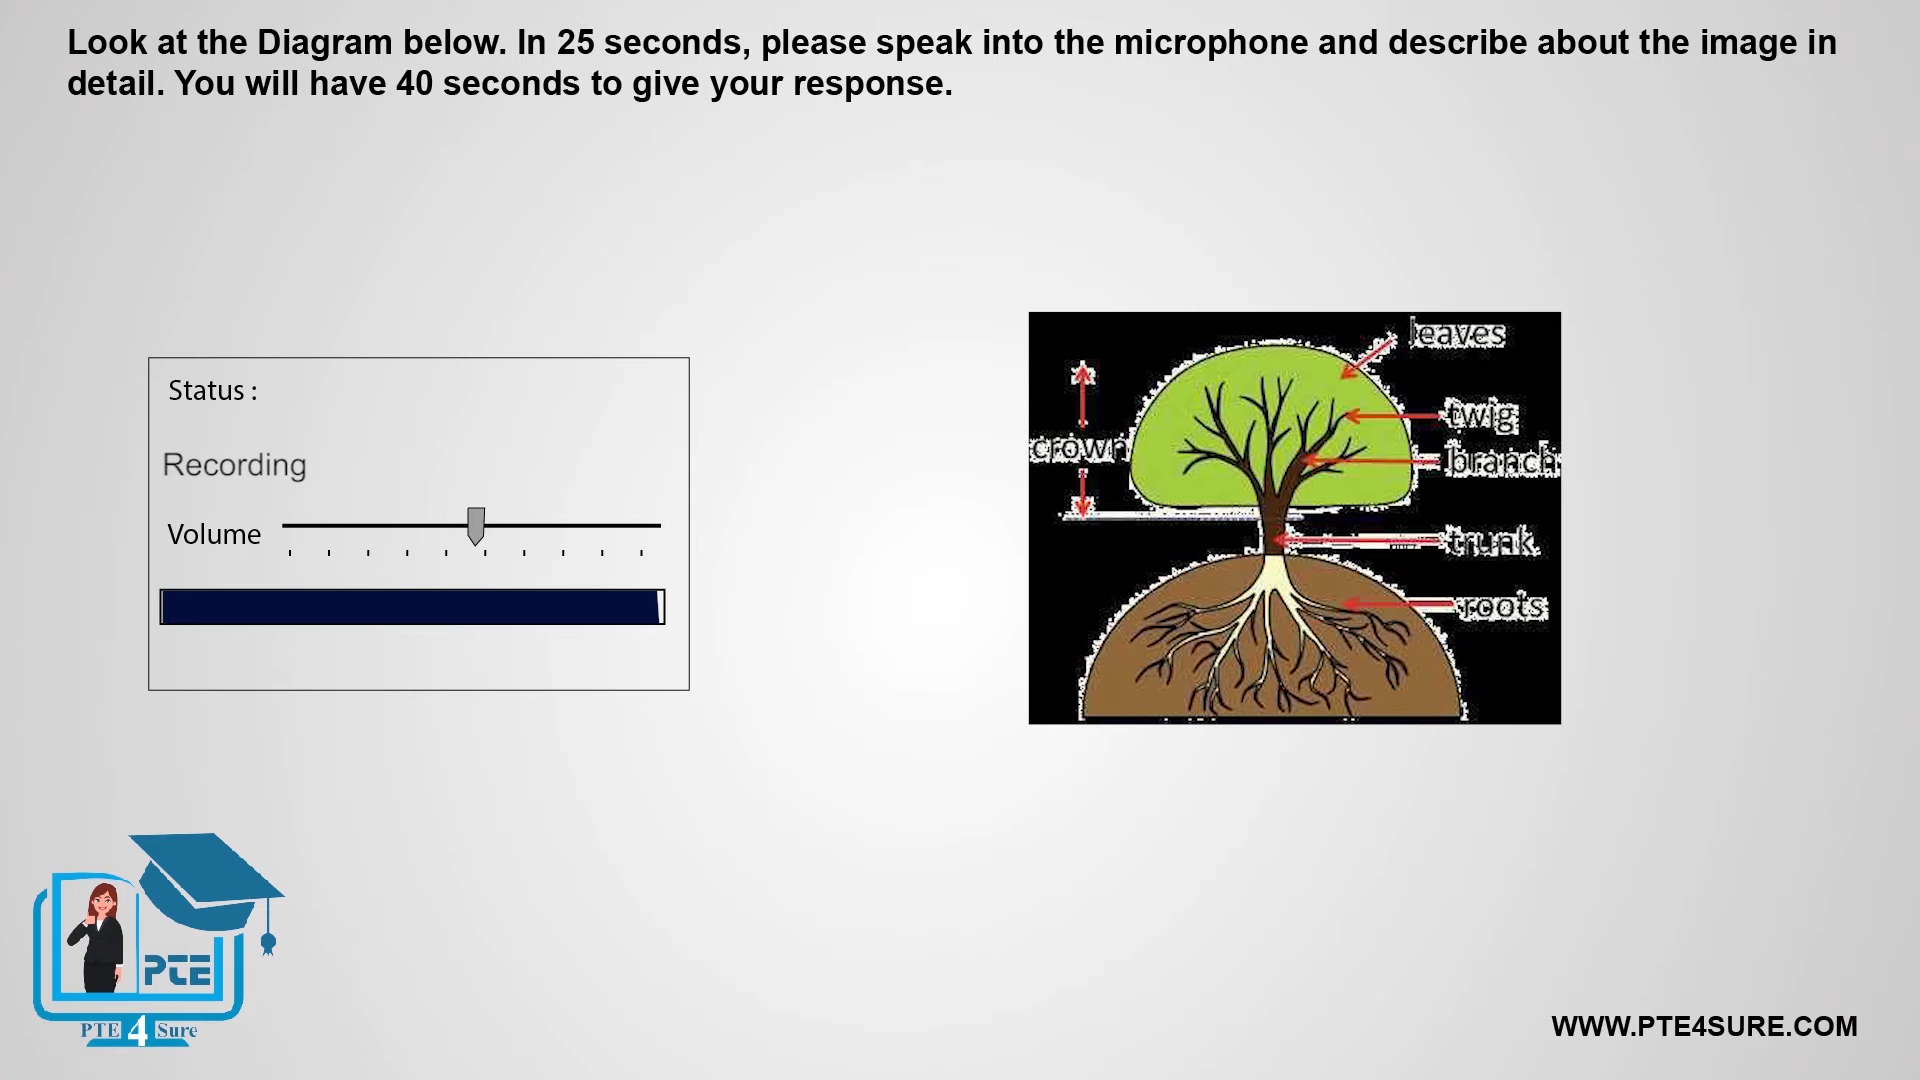 Look at the Diagram below. In 25 seconds, please speak into the microphone and describe about the image in
detail. You will have 40 seconds to give your response.
Status :
Recording
Volume
leaves
twig
crown
branch
trunk
roots
PTE
PTE 4 Sure
WWW.PTE4SURE.COM